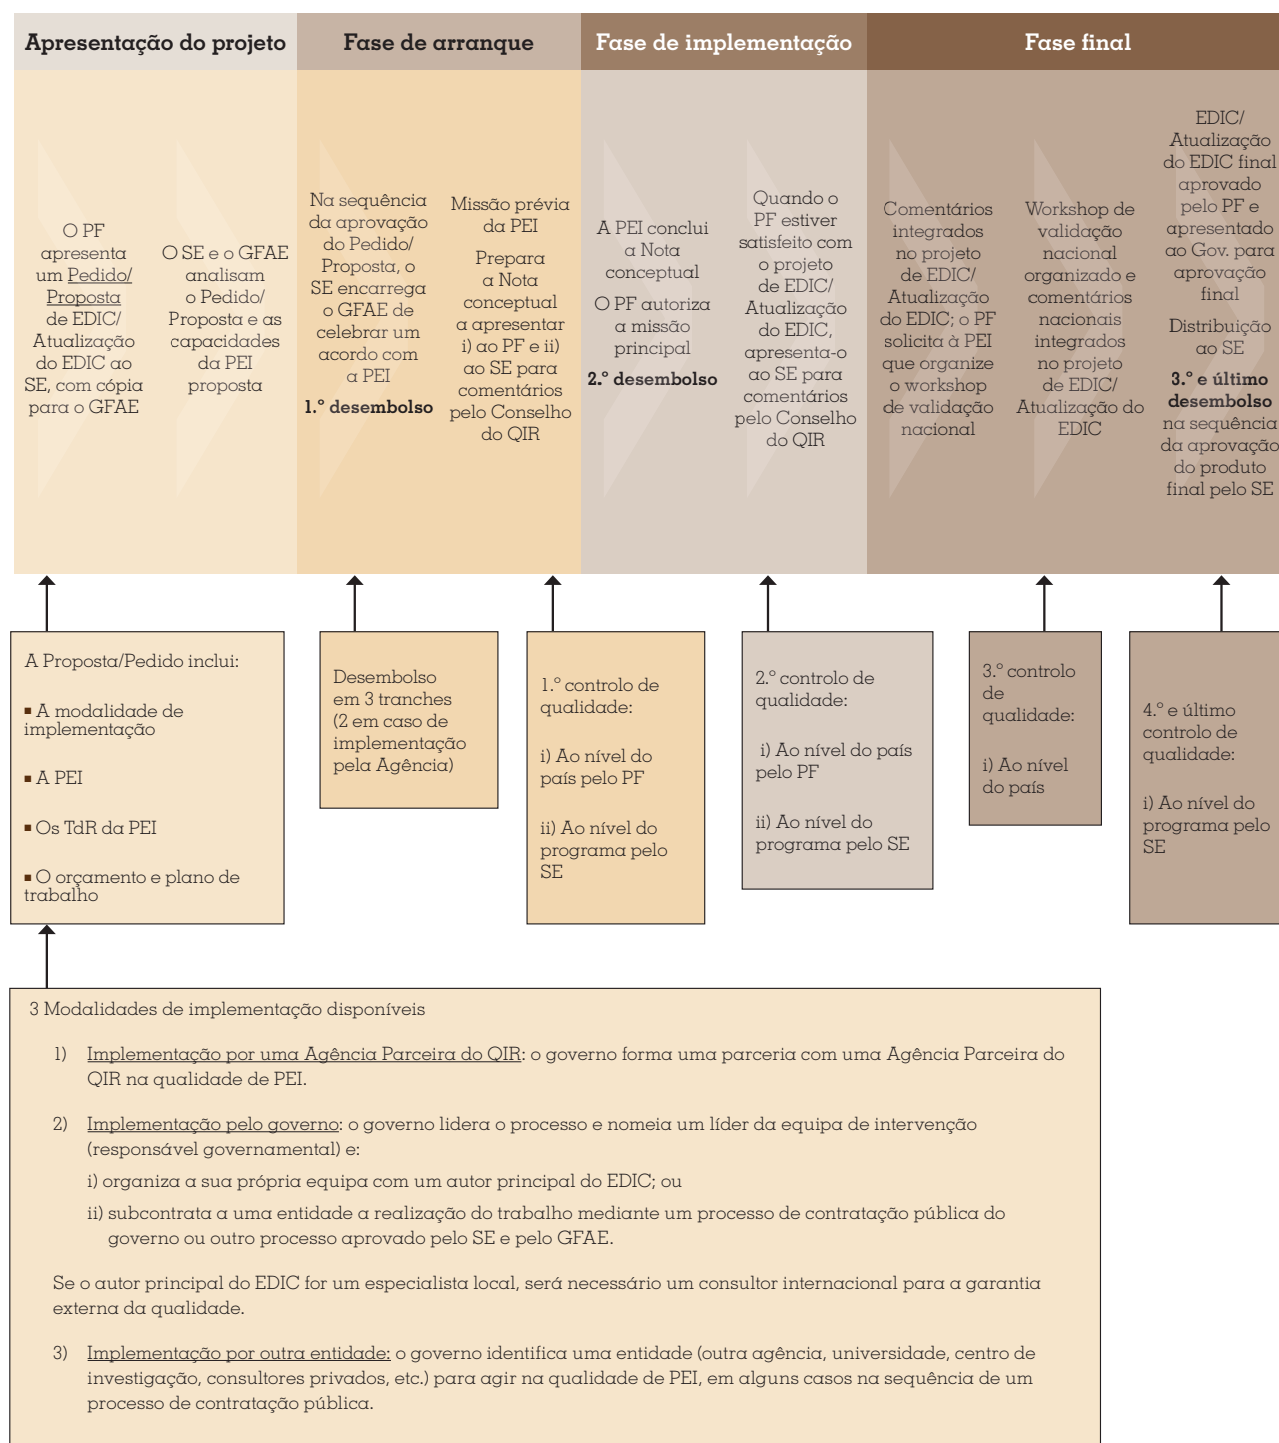 Apresentação do projeto
Fase de arranque
Fase de implementação
Fase final
O PF
apresenta
um Pedido/
Proposta
de EDIC/
Atualização
do EDIC ao
SE, com cópia
para o GFAE
O SE e o GFAE
analisam
o Pedido/
Proposta e as
capacidades
da PEI
proposta
Na sequência
da aprovação
do Pedido/
Proposta, o
SE encarrega
o GFAE de
celebrar um
acordo com
a PEI
1.º desembolso
Missão prévia
da PEI
Prepara
a Nota
conceptual
a apresentar
i) ao PF e ii)
ao SE para
comentários
pelo Conselho
do QIR
A PEI conclui
a Nota
conceptual
O PF autoriza
a missão
principal
2.º desembolso
Quando o
PF estiver
satisfeito com
o projeto
de EDIC/
Atualização
do EDIC,
apresenta-o
ao SE para
comentários
pelo Conselho
do QIR
Comentários
integrados
no projeto
de EDIC/
Atualização
do EDIC; o PF
solicita à PEI
que organize
o workshop
de validação
nacional
Workshop de
validação
nacional
organizado e
comentários
nacionais
integrados
no projeto
de EDIC/
Atualização do
EDIC
EDIC/
Atualização
do EDIC final
aprovado
pelo PF e
apresentado
ao Gov. para
aprovação
final
Distribuição
ao SE
3.º e último
desembolso
na sequência
da aprovação
do produto
final pelo SE
A Proposta/Pedido inclui:
▪ A modalidade de
implementação
▪ A PEI
▪ Os TdR da PEI
▪ O orçamento e plano de
trabalho
Desembolso
em 3 tranches
(2 em caso de
implementação
pela Agência)
1.º controlo de
qualidade:
i) Ao nível do
país pelo PF
ii) Ao nível do
programa pelo
SE
2.º controlo de
qualidade:
i) Ao nível do país
pelo PF
ii) Ao nível do
programa pelo SE
3.º controlo
de
qualidade:
i) Ao nível
do país
4.º e último
controlo de
qualidade:
i) Ao nível do
programa pelo
SE
3 Modalidades de implementação disponíveis
1) Implementação por uma Agência Parceira do QIR: o governo forma uma parceria com uma Agência Parceira do
QIR na qualidade de PEI.
2) Implementação pelo governo: o governo lidera o processo e nomeia um líder da equipa de intervenção
(responsável governamental) e:
i) organiza a sua própria equipa com um autor principal do EDIC; ou
ii) subcontrata a uma entidade a realização do trabalho mediante um processo de contratação pública do
governo ou outro processo aprovado pelo SE e pelo GFAE.
Se o autor principal do EDIC for um especialista local, será necessário um consultor internacional para a garantia
externa da qualidade.
3) Implementação por outra entidade: o governo identifica uma entidade (outra agência, universidade, centro de
investigação, consultores privados, etc.) para agir na qualidade de PEI, em alguns casos na sequência de um
processo de contratação pública.